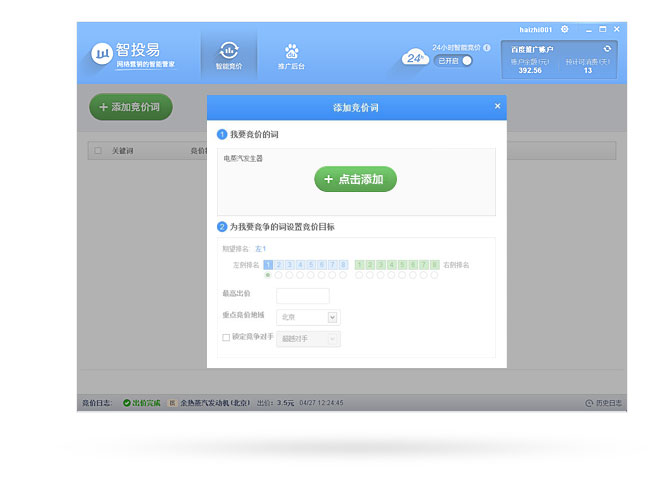 haizhi001
智投易
网络营销的智能管家
智能竞价
推广后台
24h
24小时智能竞价
已开启
百度推广账户
账户余额(元)
预计可消费(天)
392.56
13
+ 添加竞价词
关键词
添加竞价词
1 我要竞价的词
电蒸汽发生器
+ 点击添加
2 为我要竞争的词设置竞价目标
期望排名: 左1
左侧排名 1 2 3 4 5 6 7 8 1 2 3 4 5 6 7 8 右侧排名
最高出价
重点竞价地域 北京
锁定竞争对手 超越对手
竞价日志: 出价完成 余热蒸汽发动机(北京) 出价: 3.5元 04/27 12:24:45
历史日志